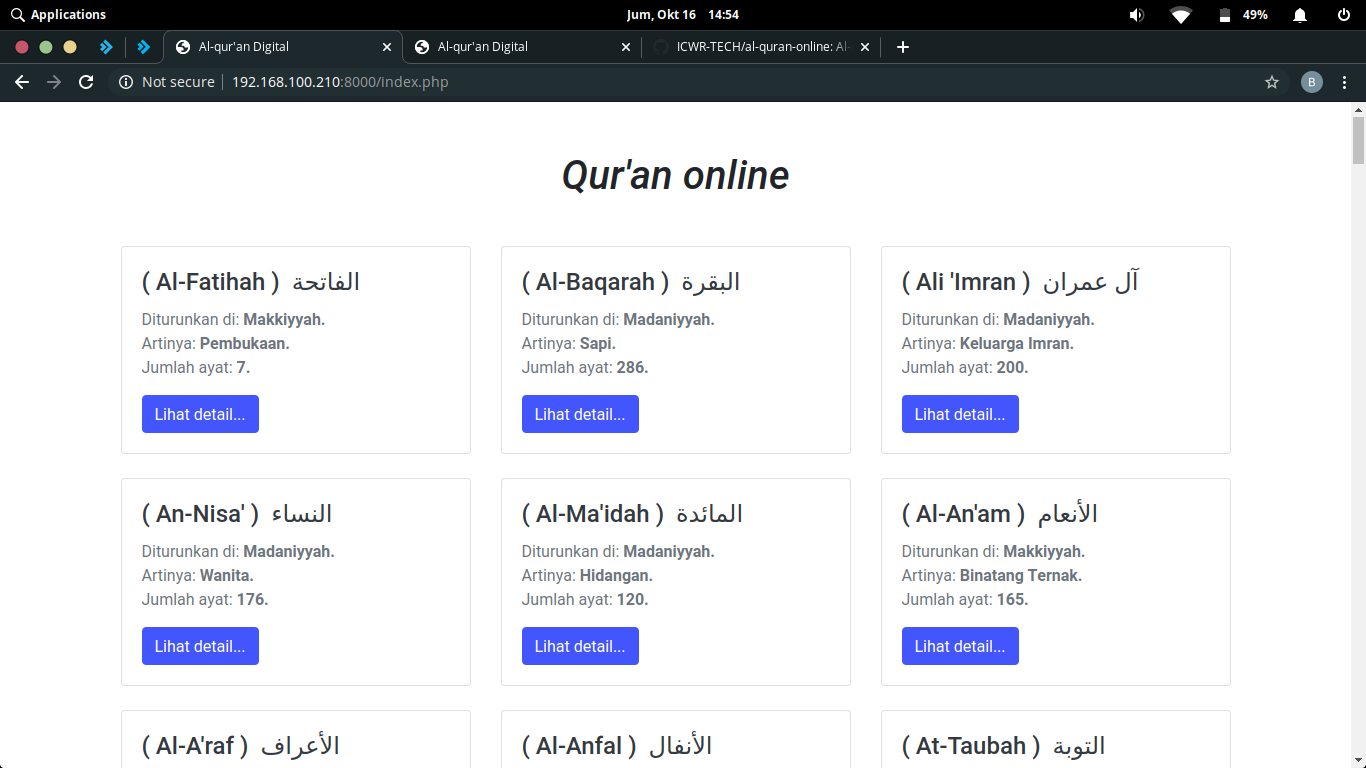 Applications
Jum, Okt 16 14:54
49%
Al-qur'an Digital
Al-qur'an Digital
ICWR-TECH/al-quran-online: Al-
Not secure
192.168.100.210:8000/index.php
B
Qur'an online
( Al-Fatihah ) الفاتحة
Diturunkan di: Makkiyyah.
Artinya: Pembukaan.
Jumlah ayat: 7.
Lihat detail...
( Al-Baqarah ) البقرة
Diturunkan di: Madaniyyah.
Artinya: Sapi.
Jumlah ayat: 286.
Lihat detail...
( Ali 'Imran ) آل عمران
Diturunkan di: Madaniyyah.
Artinya: Keluarga Imran.
Jumlah ayat: 200.
Lihat detail...
( An-Nisa' ) النساء
Diturunkan di: Madaniyyah.
Artinya: Wanita.
Jumlah ayat: 176.
Lihat detail...
( Al-Ma'idah ) المائدة
Diturunkan di: Madaniyyah.
Artinya: Hidangan.
Jumlah ayat: 120.
Lihat detail...
( Al-An'am ) الأنعام
Diturunkan di: Makkiyyah.
Artinya: Binatang Ternak.
Jumlah ayat: 165.
Lihat detail...
( Al-A'raf ) الأعراف
( Al-Anfal ) الأنفال
( At-Taubah ) التوبة